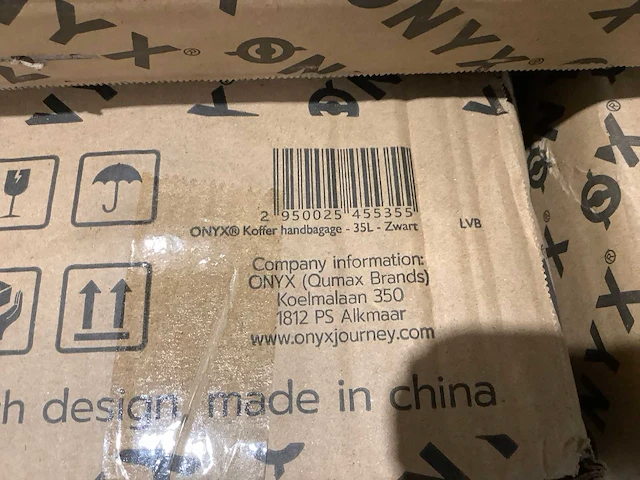 ONYX®
2 950025 455355
ONYX® Koffer handbagage - 35L - Zwart
LVB
Company information:
ONYX (Qumax Brands)
Koelmalaan 350
1812 PS Alkmaar
www.onyxjourney.com
design, made in china